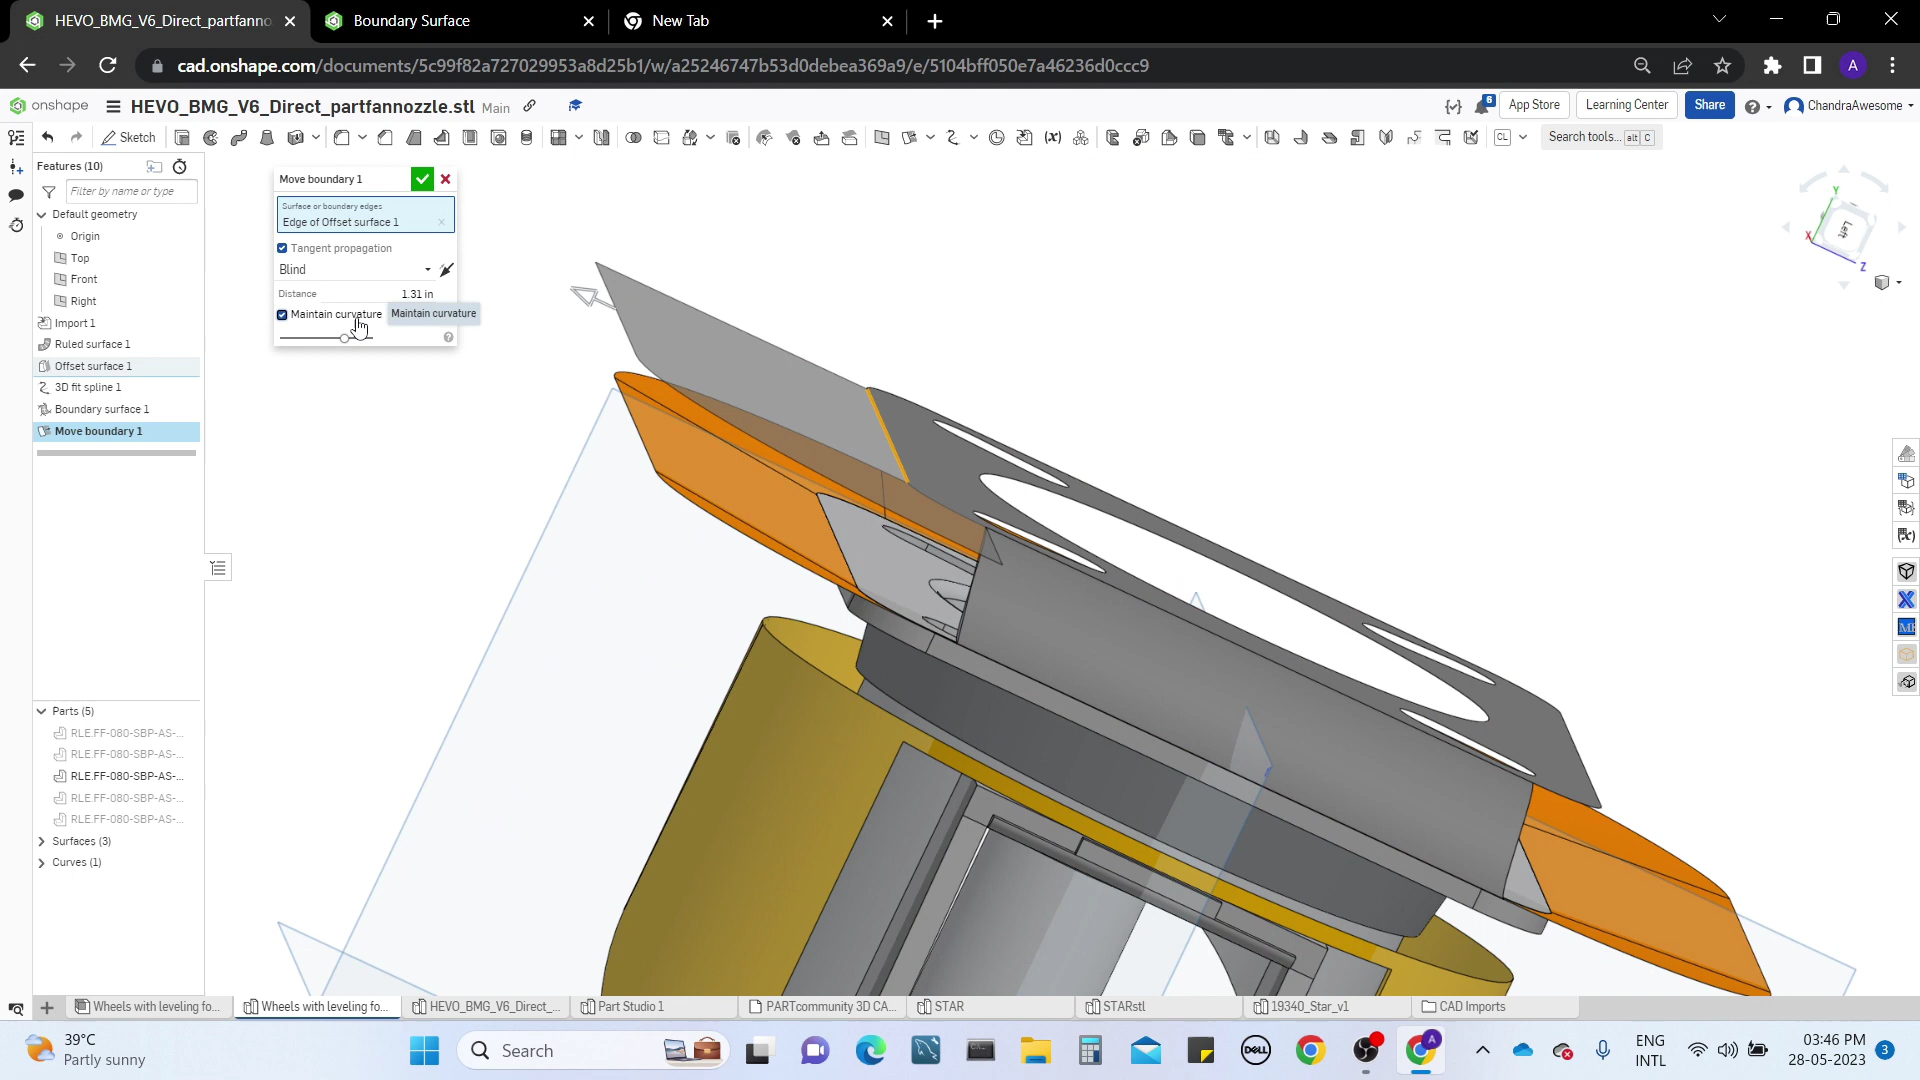 HEVO_BMG_V6_Direct_partfanno
Boundary Surface
New Tab
cad.onshape.com/documents/5c99f82a727029953a8d25b1/w/a25246747b53d0debea369a9/e/5104bff050e7a46236d0ccc9
A
onshape
HEVO_BMG_V6_Direct_partfannozzle.stl Main
6
App Store
Learning Center
Share
ChandraAwesome
Sketch
CL
Search tools... alt C
Features (10)
Filter by name or type
Default geometry
Origin
Top
Front
Right
Import 1
Ruled surface 1
Offset surface 1
3D fit spline 1
Boundary surface 1
Move boundary 1
Move boundary 1
Surface or boundary edges
Edge of Offset surface 1
Tangent propagation
Blind
Distance 1.31 in
Maintain curvature
Maintain curvature
Y
X
Z
Left
Parts (5)
RLE.FF-080-SBP-AS-...
RLE.FF-080-SBP-AS-...
RLE.FF-080-SBP-AS-...
RLE.FF-080-SBP-AS-...
RLE.FF-080-SBP-AS-...
Surfaces (3)
Curves (1)
Wheels with leveling fo...
Wheels with leveling fo...
HEVO_BMG_V6_Direct_...
Part Studio 1
PARTcommunity 3D CA...
STAR
STARstl
19340_Star_v1
CAD Imports
39°C
Partly sunny
Search
DELL
A
ENG
INTL
03:46 PM
28-05-2023
3